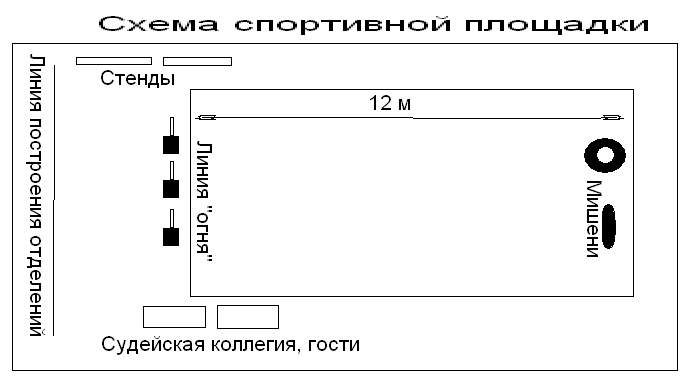 Схема спортивной площадки
Линия построения отделений
Стенды
12 м
Линия "огня"
Мишени
Судейская коллегия, гости